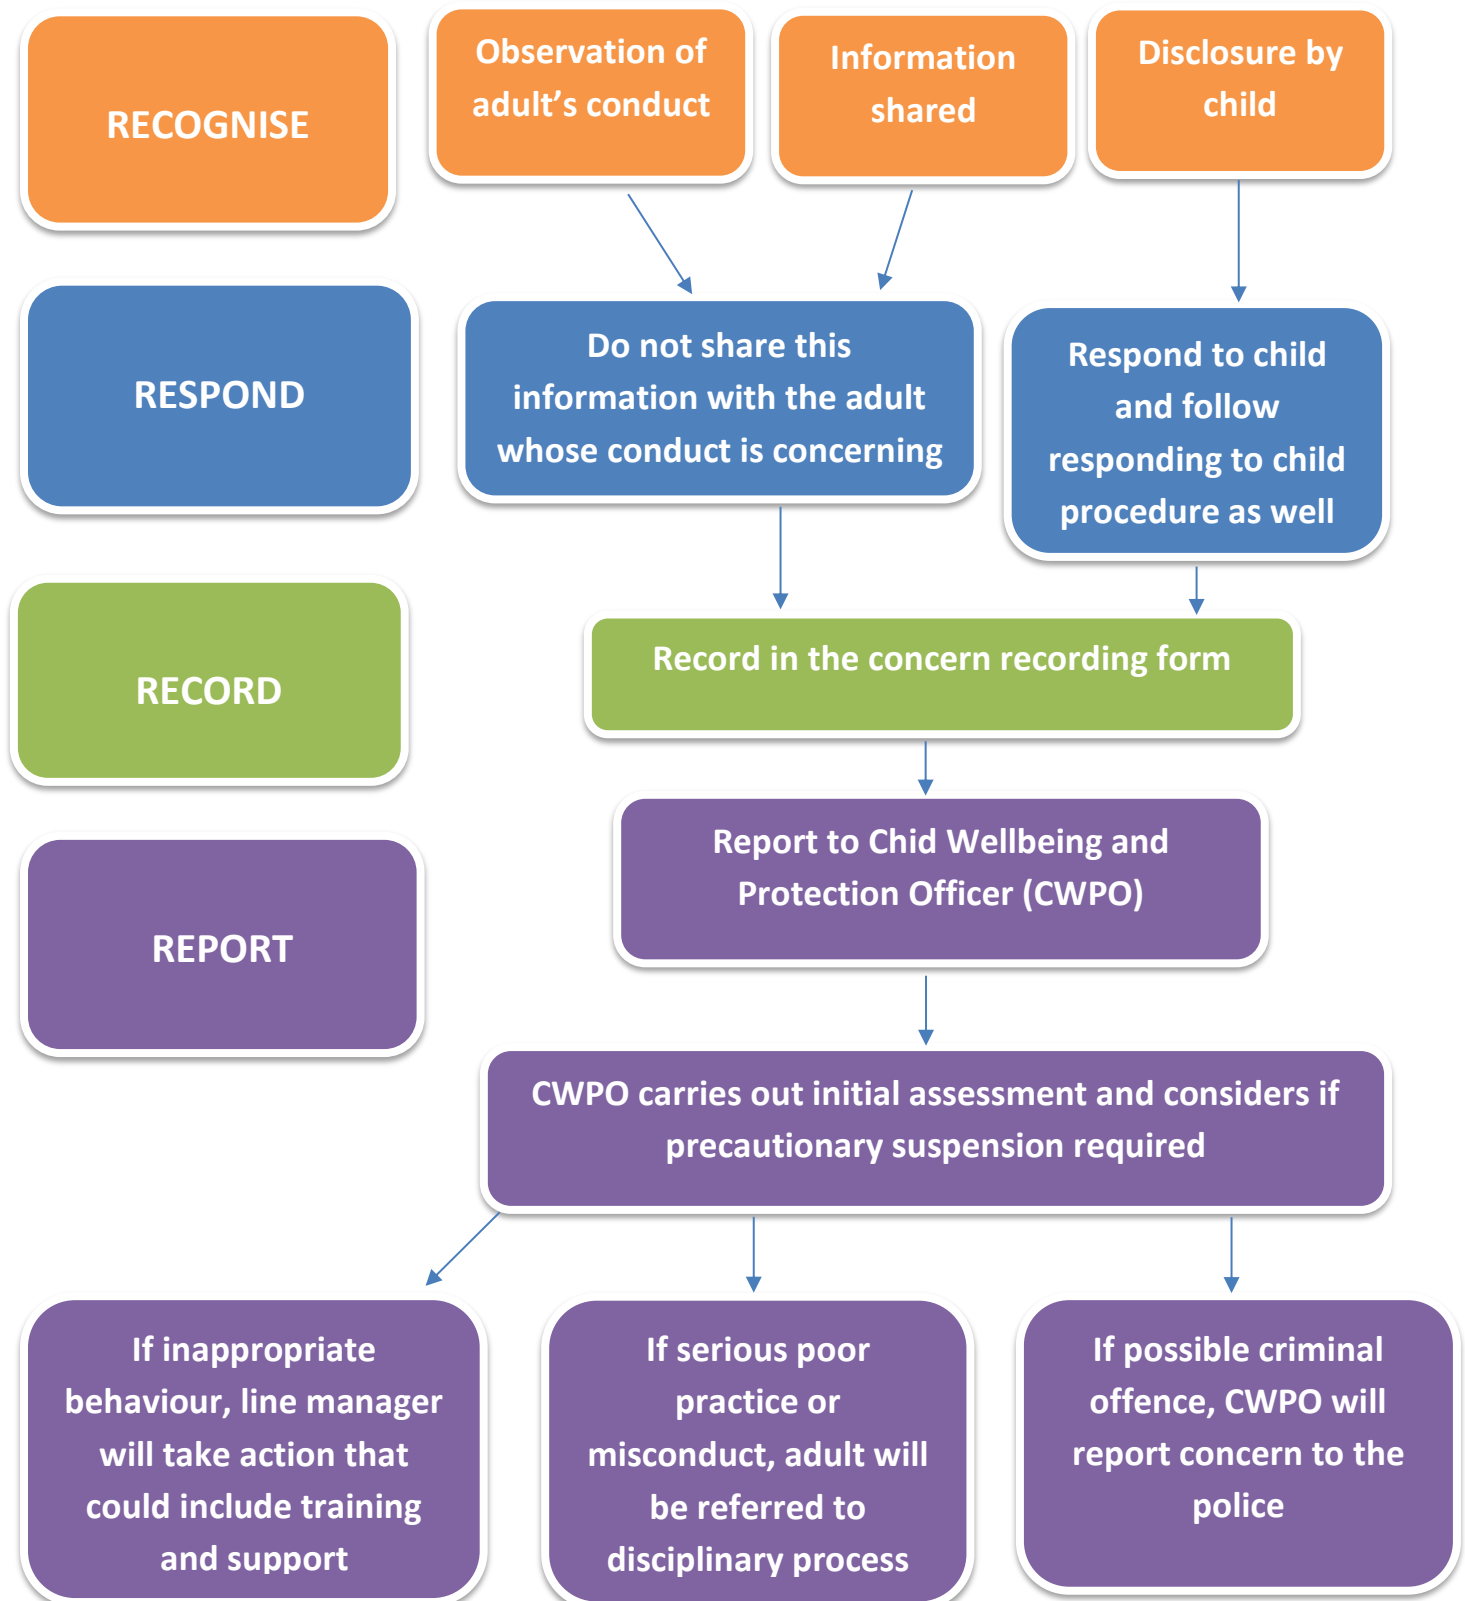 RECOGNISE
Observation of
adult’s conduct
Information
shared
Disclosure by
child
RESPOND
Do not share this
information with the adult
whose conduct is concerning
Respond to child
and follow
responding to child
procedure as well
RECORD
Record in the concern recording form
REPORT
Report to Chid Wellbeing and
Protection Officer (CWPO)
CWPO carries out initial assessment and considers if
precautionary suspension required
If inappropriate
behaviour, line manager
will take action that
could include training
and support
If serious poor
practice or
misconduct, adult will
be referred to
disciplinary process
If possible criminal
offence, CWPO will
report concern to the
police